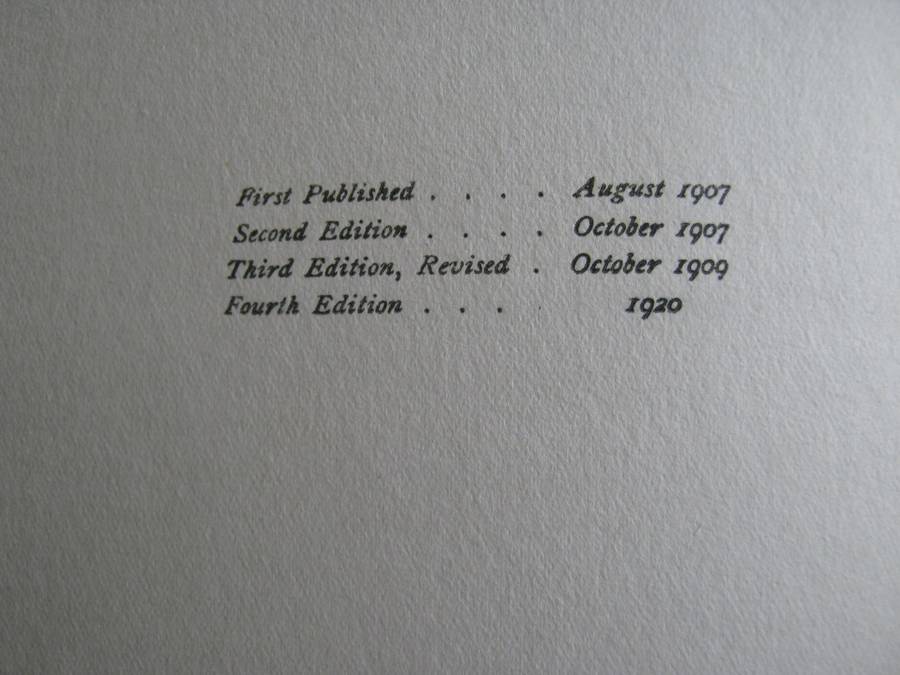 First Published . . . . August 1907
Second Edition . . . . October 1907
Third Edition, Revised . October 1909
Fourth Edition . . . . 1920